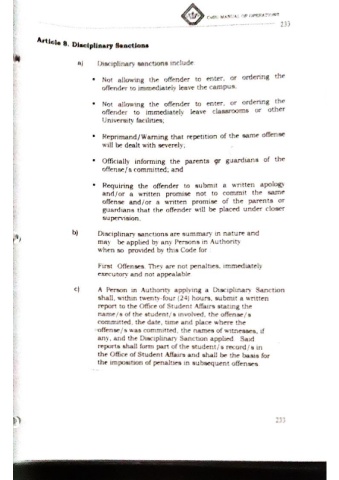 MANUAL OF OPERATIONS
233
Article 8. Disciplinary Sanctions
a) Disciplinary sanctions include
• Not allowing the offender to enter, or ordering the
offender to immediately leave the campus.
• Not allowing the offender to enter, or ordering the
offender to immediately leave classrooms or other
University facilities;
• Reprimand/Warning that repetition of the same offense
will be dealt with severely;
• Officially informing the parents or guardians of the
offense/s committed; and
• Requiring the offender to submit a written apology
and/or a written promise not to commit the same
offense and/or a written promise of the parents or
guardians that the offender will be placed under closer
supervision.
b) Disciplinary sanctions are summary in nature and
may be applied by any Persons in Authority
when so provided by this Code for
First Offenses. They are not penalties, immediately
executory and not appealable
c) A Person in Authority applying a Disciplinary Sanction
shall, within twenty-four (24) hours, submit a written
report to the Office of Student Affairs stating the
name/s of the student/s involved, the offense/s
committed, the date, time and place where the
offense/s was committed, the names of witnesses, if
any, and the Disciplinary Sanction applied. Said
reports shall form part of the student/s record/s in
the Office of Student Affairs and shall be the basis for
the imposition of penalties in subsequent offenses
233